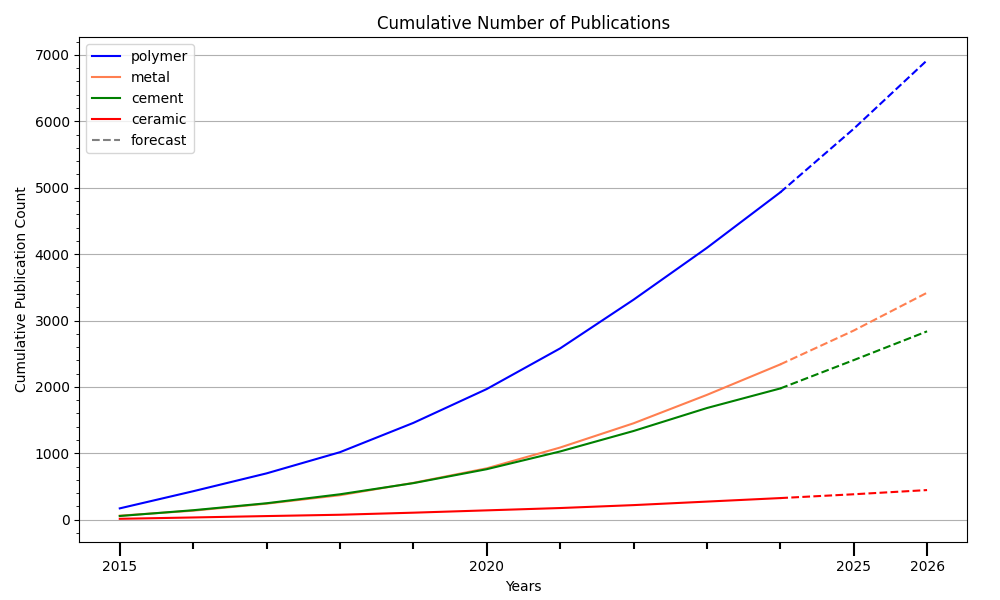 Cumulative Number of Publications
polymer
metal
cement
ceramic
forecast
7000
6000
5000
4000
3000
2000
1000
0
Cumulative Publication Count
2015
2020
2025
2026
Years